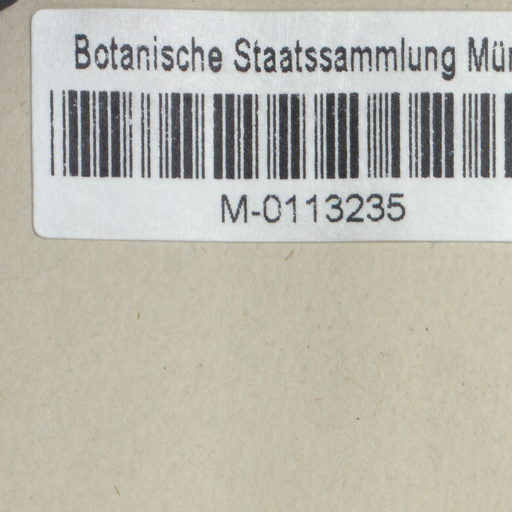 Botanische Staatssammlung Mün
M-0113235